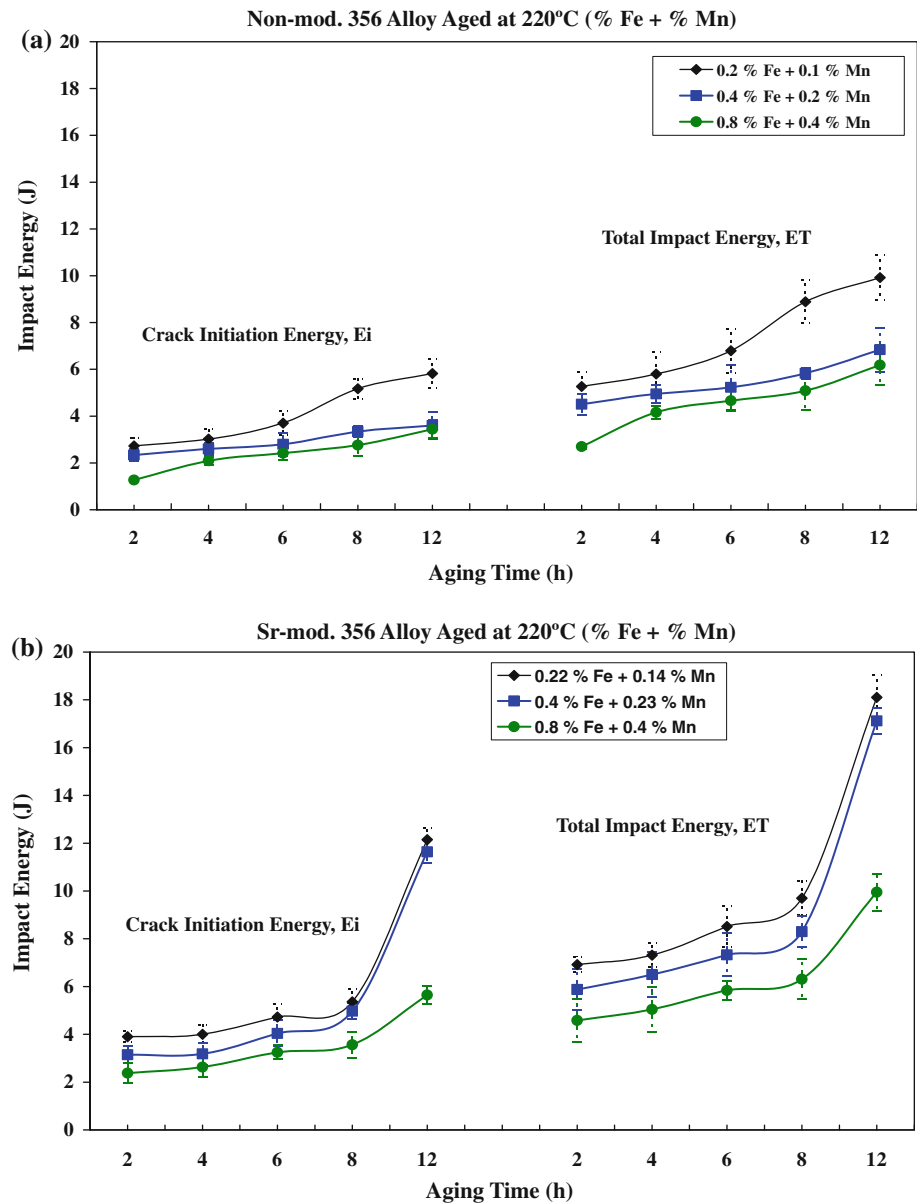 (a)
Non-mod. 356 Alloy Aged at 220ºC (% Fe + % Mn)
20
18
16
14
12
10
8
6
4
2
0
Impact Energy (J)
0.2 % Fe + 0.1 % Mn
0.4 % Fe + 0.2 % Mn
0.8 % Fe + 0.4 % Mn
Total Impact Energy, ET
Crack Initiation Energy, Ei
2 4 6 8 12 2 4 6 8 12
Aging Time (h)
(b)
Sr-mod. 356 Alloy Aged at 220ºC (% Fe + % Mn)
20
18
16
14
12
10
8
6
4
2
0
Impact Energy (J)
0.22 % Fe + 0.14 % Mn
0.4 % Fe + 0.23 % Mn
0.8 % Fe + 0.4 % Mn
Total Impact Energy, ET
Crack Initiation Energy, Ei
2 4 6 8 12 2 4 6 8 12
Aging Time (h)